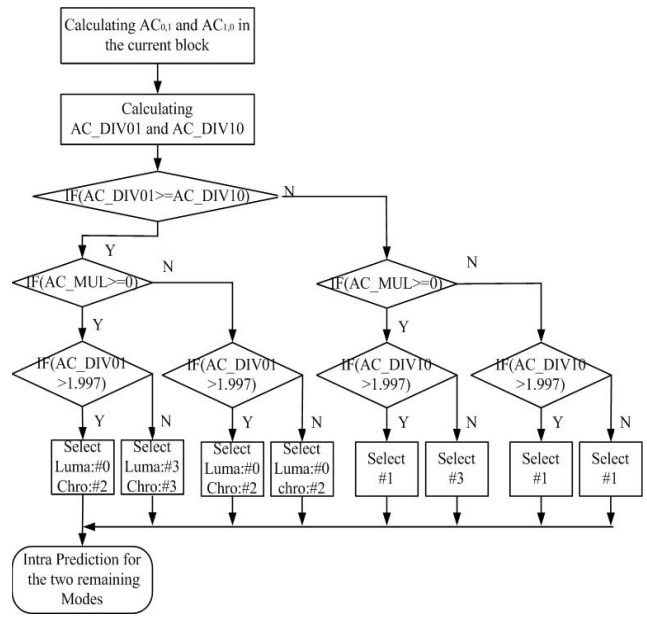 Calculating AC0,1 and AC1,0 in
the current block
Calculating
AC_DIV01 and AC_DIV10
IF(AC_DIV01>=AC_DIV10)
N
Y
IF(AC_MUL>=0)
N
IF(AC_MUL>=0)
N
Y
Y
IF(AC_DIV01
>1.997)
IF(AC_DIV01
>1.997)
IF(AC_DIV10
>1.997)
IF(AC_DIV10
>1.997)
Y
N
Y
N
Y
N
Y
N
Select
Luma:#0
Chro:#2
Select
Luma:#3
Chro:#3
Select
Luma:#0
Chro:#2
Select
Luma:#0
chro:#2
Select
#1
Select
#3
Select
#1
Select
#1
Intra Prediction for
the two remaining
Modes